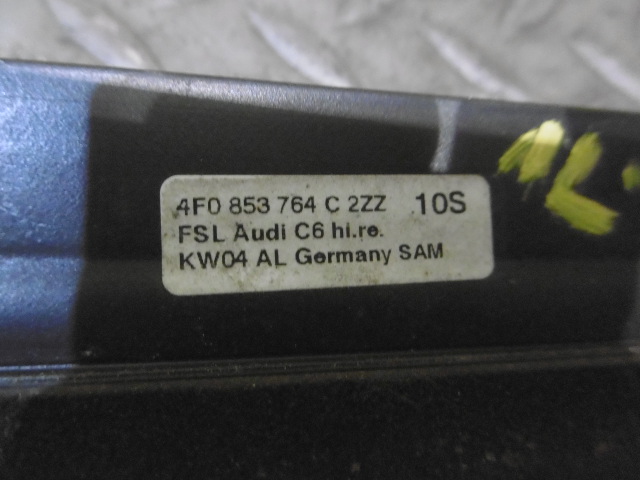 4F0 853 764 C 2ZZ 10S
FSL Audi C6 hi.re.
KW04 AL Germany SAM